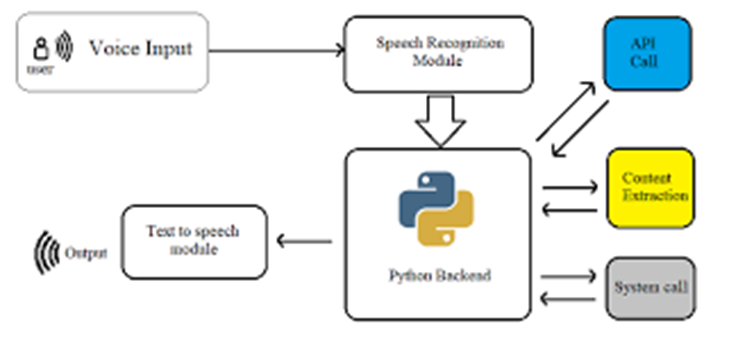 Voice Input
user
Speech Recognition
Module
API
Call
Content
Extraction
Python Backend
Text to speech
module
Output
System call